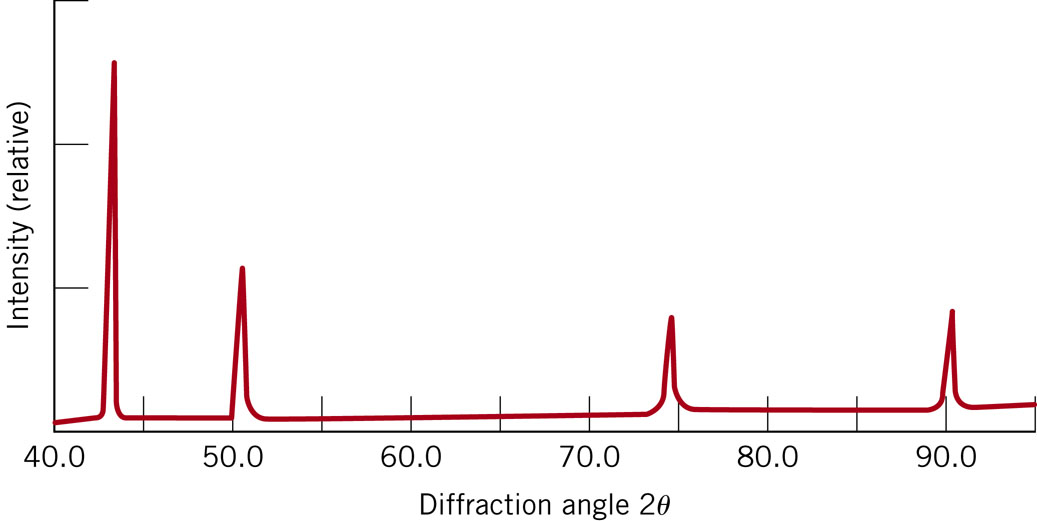 Intensity (relative)
40.0 50.0 60.0 70.0 80.0 90.0
Diffraction angle 2θ